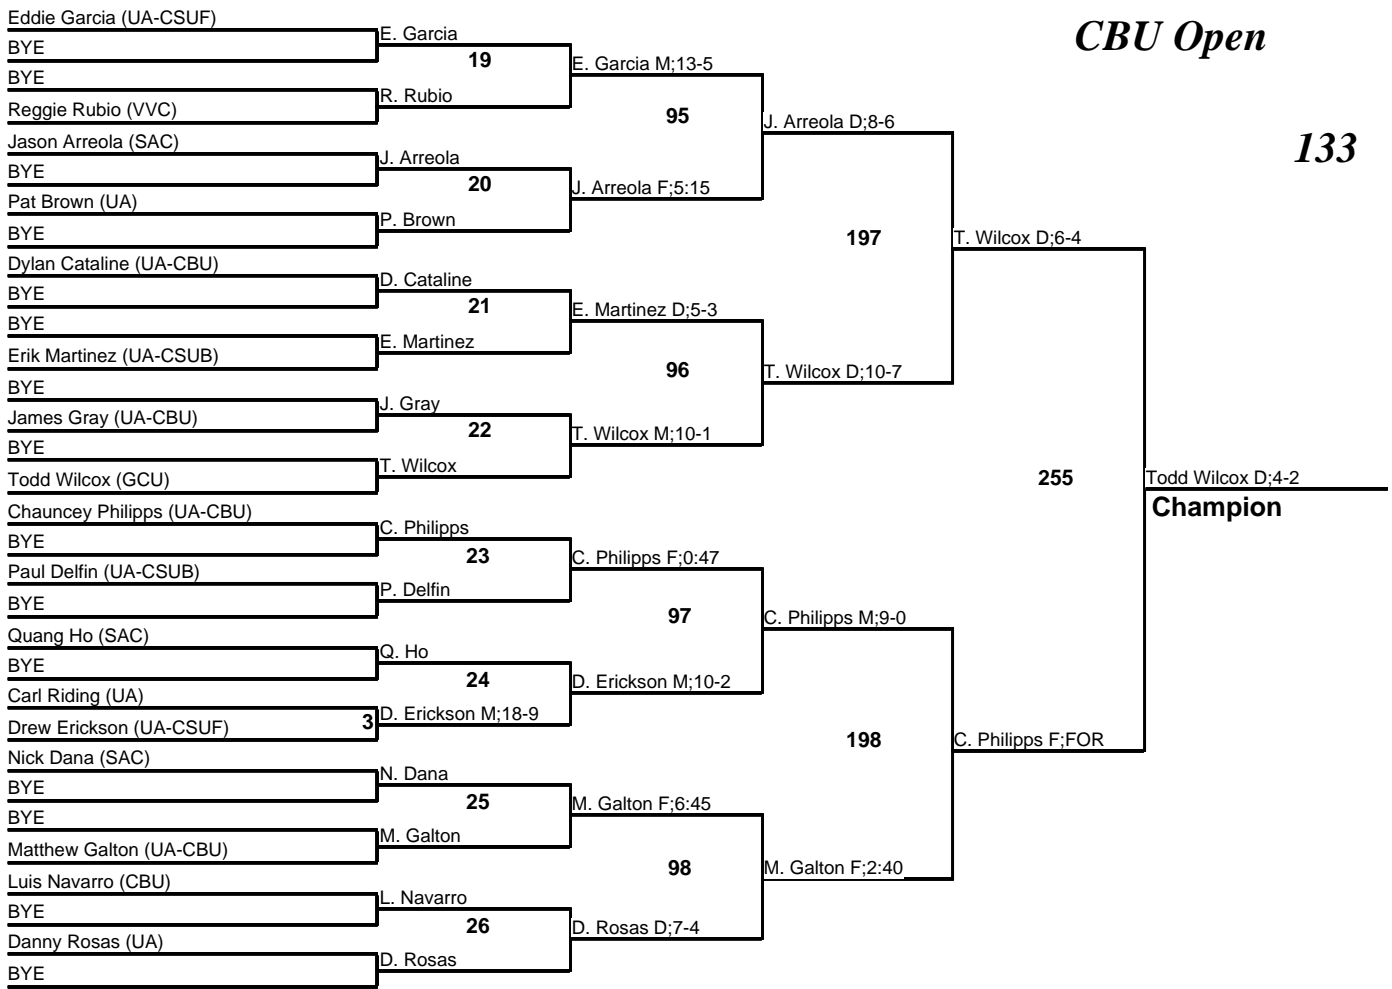 Eddie Garcia (UA-CSUF)
BYE
BYE
Reggie Rubio (VVC)
Jason Arreola (SAC)
BYE
Pat Brown (UA)
BYE
Dylan Cataline (UA-CBU)
BYE
BYE
Erik Martinez (UA-CSUB)
BYE
James Gray (UA-CBU)
BYE
Todd Wilcox (GCU)
Chauncey Philipps (UA-CBU)
BYE
Paul Delfin (UA-CSUB)
BYE
Quang Ho (SAC)
BYE
Carl Riding (UA)
Drew Erickson (UA-CSUF)
3
Nick Dana (SAC)
BYE
BYE
Matthew Galton (UA-CBU)
Luis Navarro (CBU)
BYE
Danny Rosas (UA)
BYE
E. Garcia
19
R. Rubio
J. Arreola
20
P. Brown
D. Cataline
21
E. Martinez
J. Gray
22
T. Wilcox
C. Philipps
23
P. Delfin
Q. Ho
24
D. Erickson M;18-9
N. Dana
25
M. Galton
L. Navarro
26
D. Rosas
E. Garcia M;13-5
95
J. Arreola F;5:15
E. Martinez D;5-3
96
T. Wilcox M;10-1
C. Philipps F;0:47
97
D. Erickson M;10-2
M. Galton F;6:45
98
D. Rosas D;7-4
J. Arreola D;8-6
197
T. Wilcox D;10-7
C. Philipps M;9-0
198
M. Galton F;2:40
T. Wilcox D;6-4
255
C. Philipps F;FOR
Todd Wilcox D;4-2
Champion
CBU Open
133